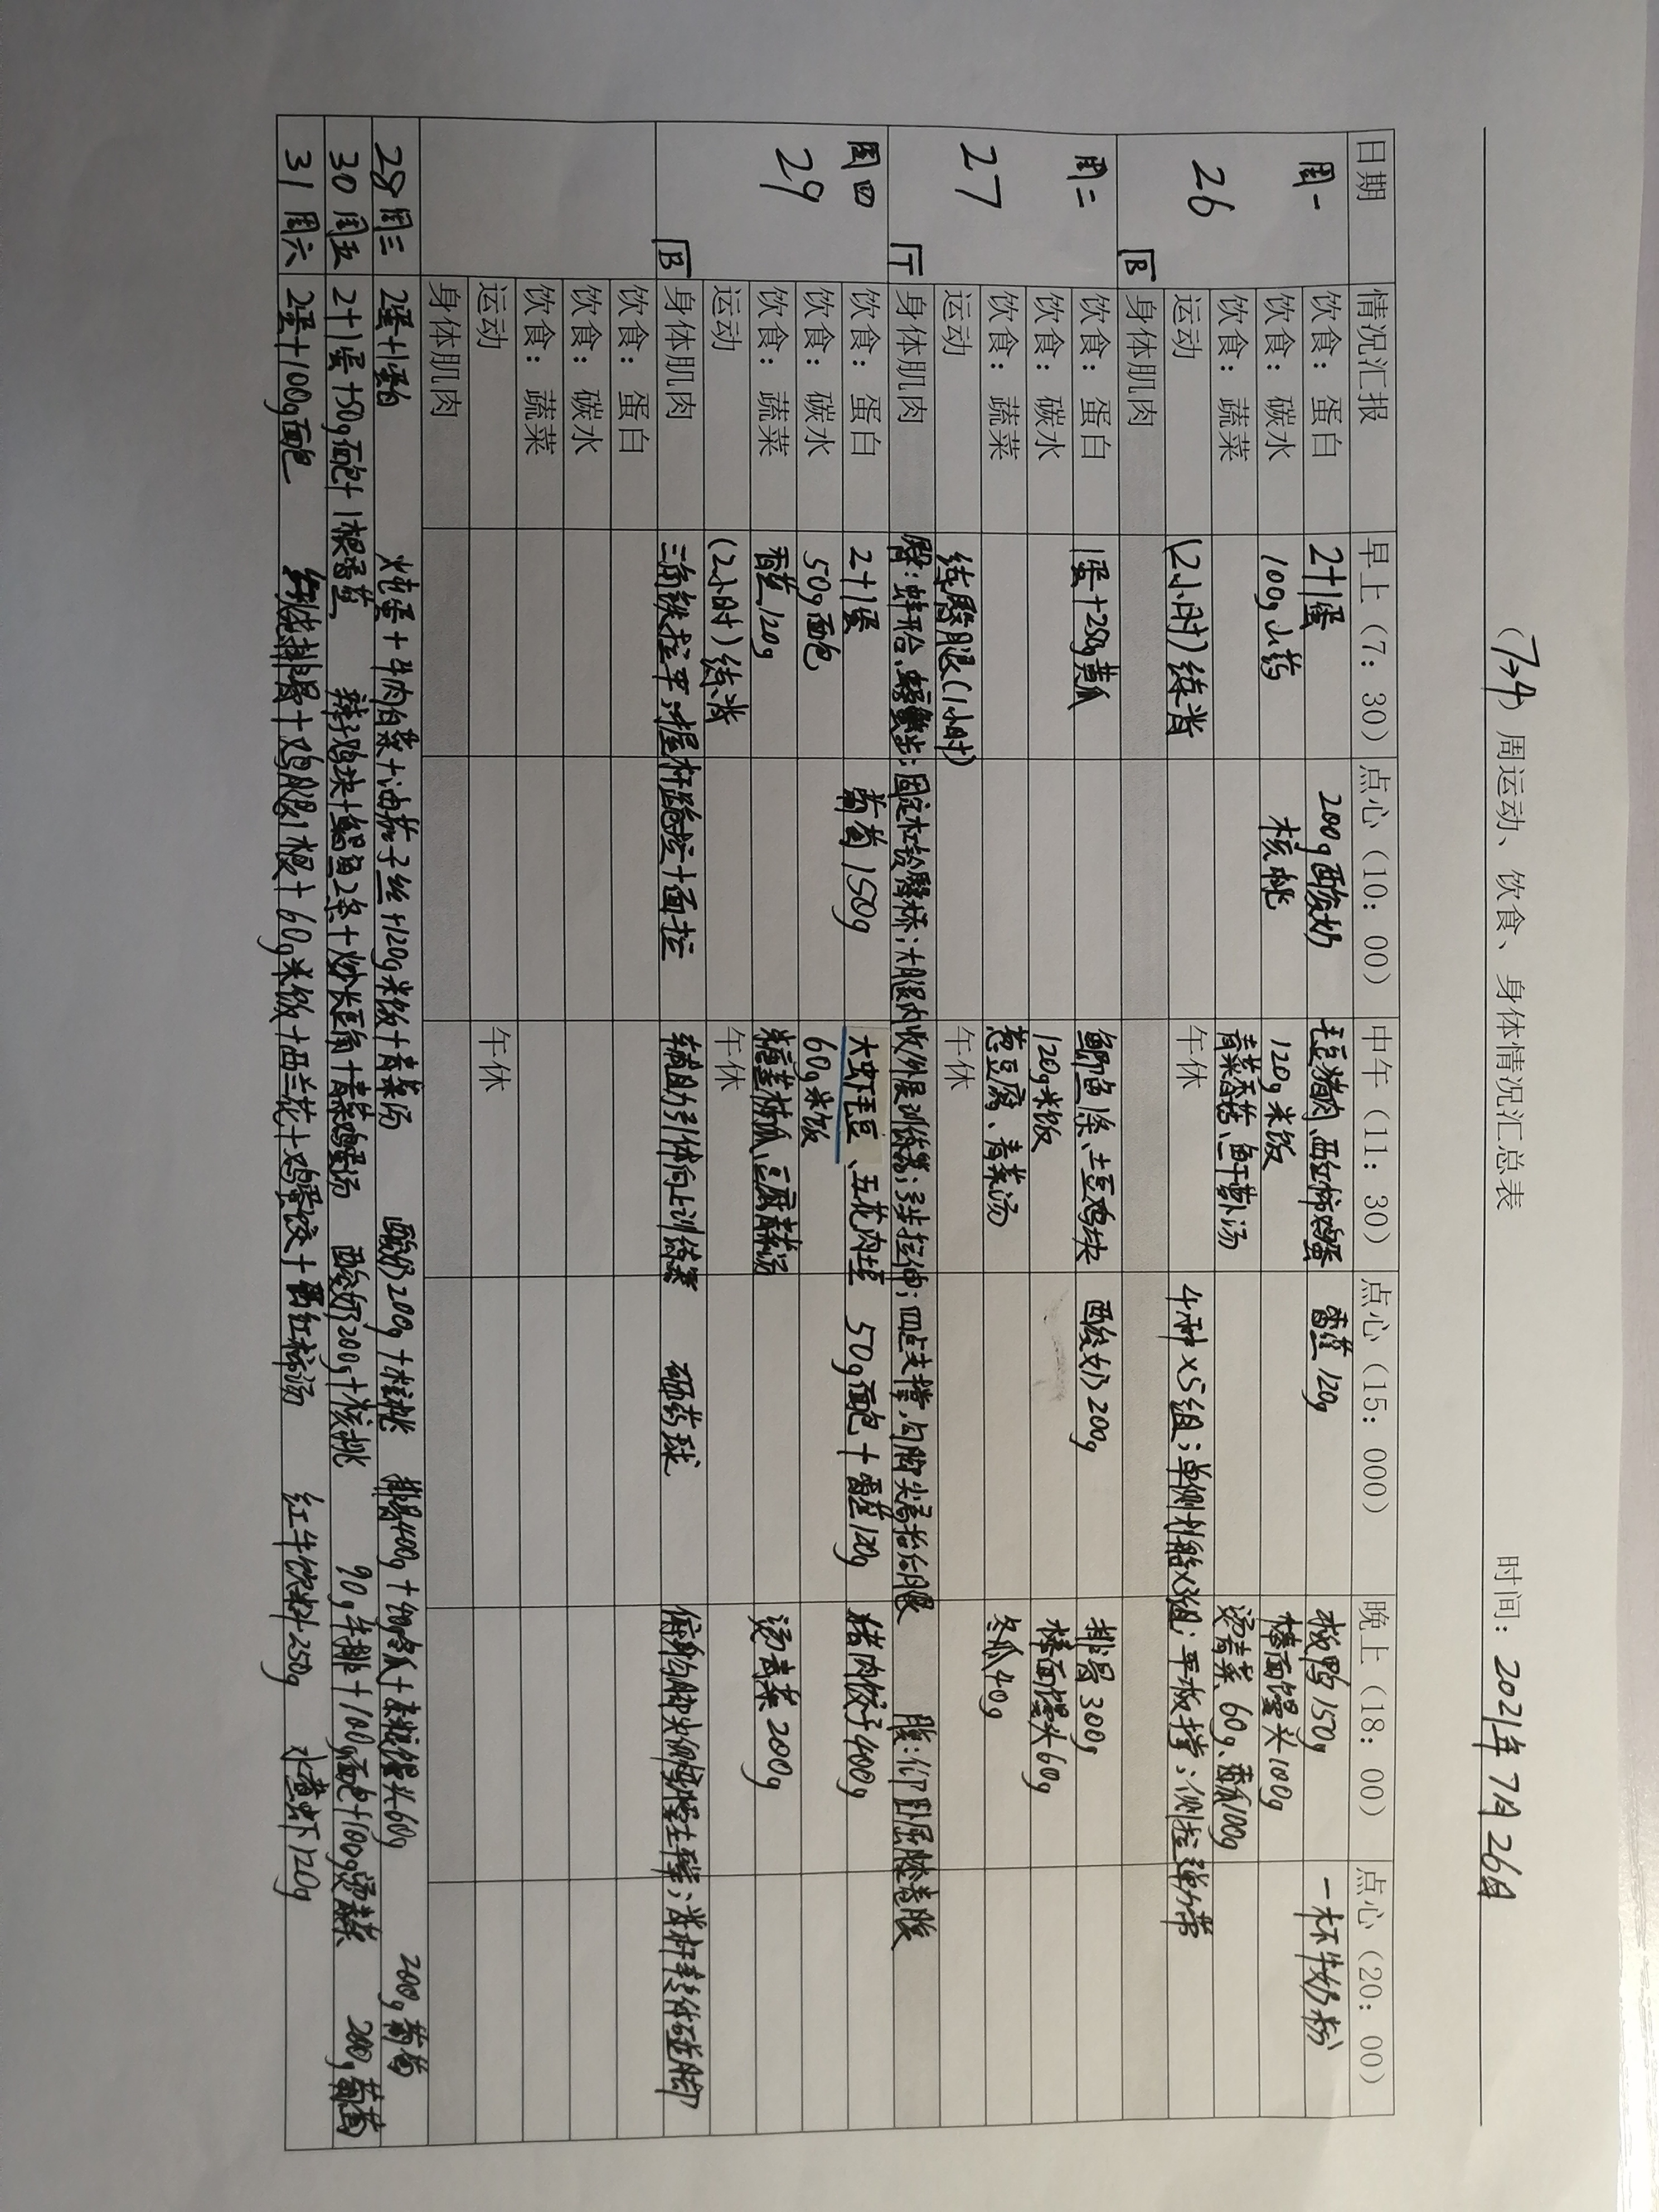 （7→4）周运动、饮食、身体情况汇总表 时间：2021年7月26日
日期 情况汇报 早上（7：30） 点心（10：00） 中午（11：30） 点心（15：000） 晚上（18：00） 点心（20：00）
周一 26 B
饮食：蛋白 2+1蛋 200g酸奶 毛豆猪肉、西红柿鸡蛋 香蕉120g 板鸭150g 一杯牛奶粉
饮食：碳水 100g山药 核桃 120g米饭 棒面馒头100g
饮食：蔬菜 青菜香菇、鱼干萝卜汤 烫青菜60g、香瓜100g
运动 (2小时)练背 午休 4种×5组；单侧划船×3组；平板撑；侧拉弹力带
身体肌肉
周二 27 T
饮食：蛋白 1蛋+250g黄瓜 鲫鱼1条、土豆鸡块 酸奶200g 排骨300g
饮食：碳水 120g米饭 棒面馒头60g
饮食：蔬菜 葱豆腐、青菜汤 冬瓜40g
运动 练臀腿(1小时) 午休
身体肌肉 臀：蚌开合、螃蟹步；固定杠铃臀桥；大腿内收/外展训练器；弓步拉伸；四点支撑，勾脚尖高抬后腿 腹：仰卧屈膝卷腹
周四 29 B
饮食：蛋白 2+1蛋 葡萄150g 大虾毛豆、五花肉土豆 50g面包+香蕉120g 猪肉饺子400g
饮食：碳水 50g面包 60g米饭
饮食：蔬菜 香蕉120g 南瓜、豆腐青菜汤 烫青菜200g
运动 (2小时)练背 午休
身体肌肉 三角铁拉平；对握杆跪拉+面拉 辅助引体向上训练器 砸药球 俯身勾脚尖侧 ；背杆转体碰脚
饮食：蛋白
饮食：碳水
饮食：蔬菜
运动 午休
身体肌肉
28周三 2蛋+1蛋白 炖蛋+牛肉白菜+油茄子丝+120g米饭+青菜汤 酸奶200g+核桃 排骨400g+40g冬瓜+杂粮馒头60g 200g葡萄
30周五 2+1蛋+50g面包+1根香蕉 辣子鸡块+鲳鱼2条+炒长豆角+青菜鸡蛋汤 酸奶200g+核桃 90g牛排+100g面包+100g烫青菜 200g葡萄
31周六 2蛋+100g面包 红烧排骨+鸡腿1根+60g米饭+西兰花+鸡蛋饺+西红柿汤 红牛饮料250g 水煮虾120g